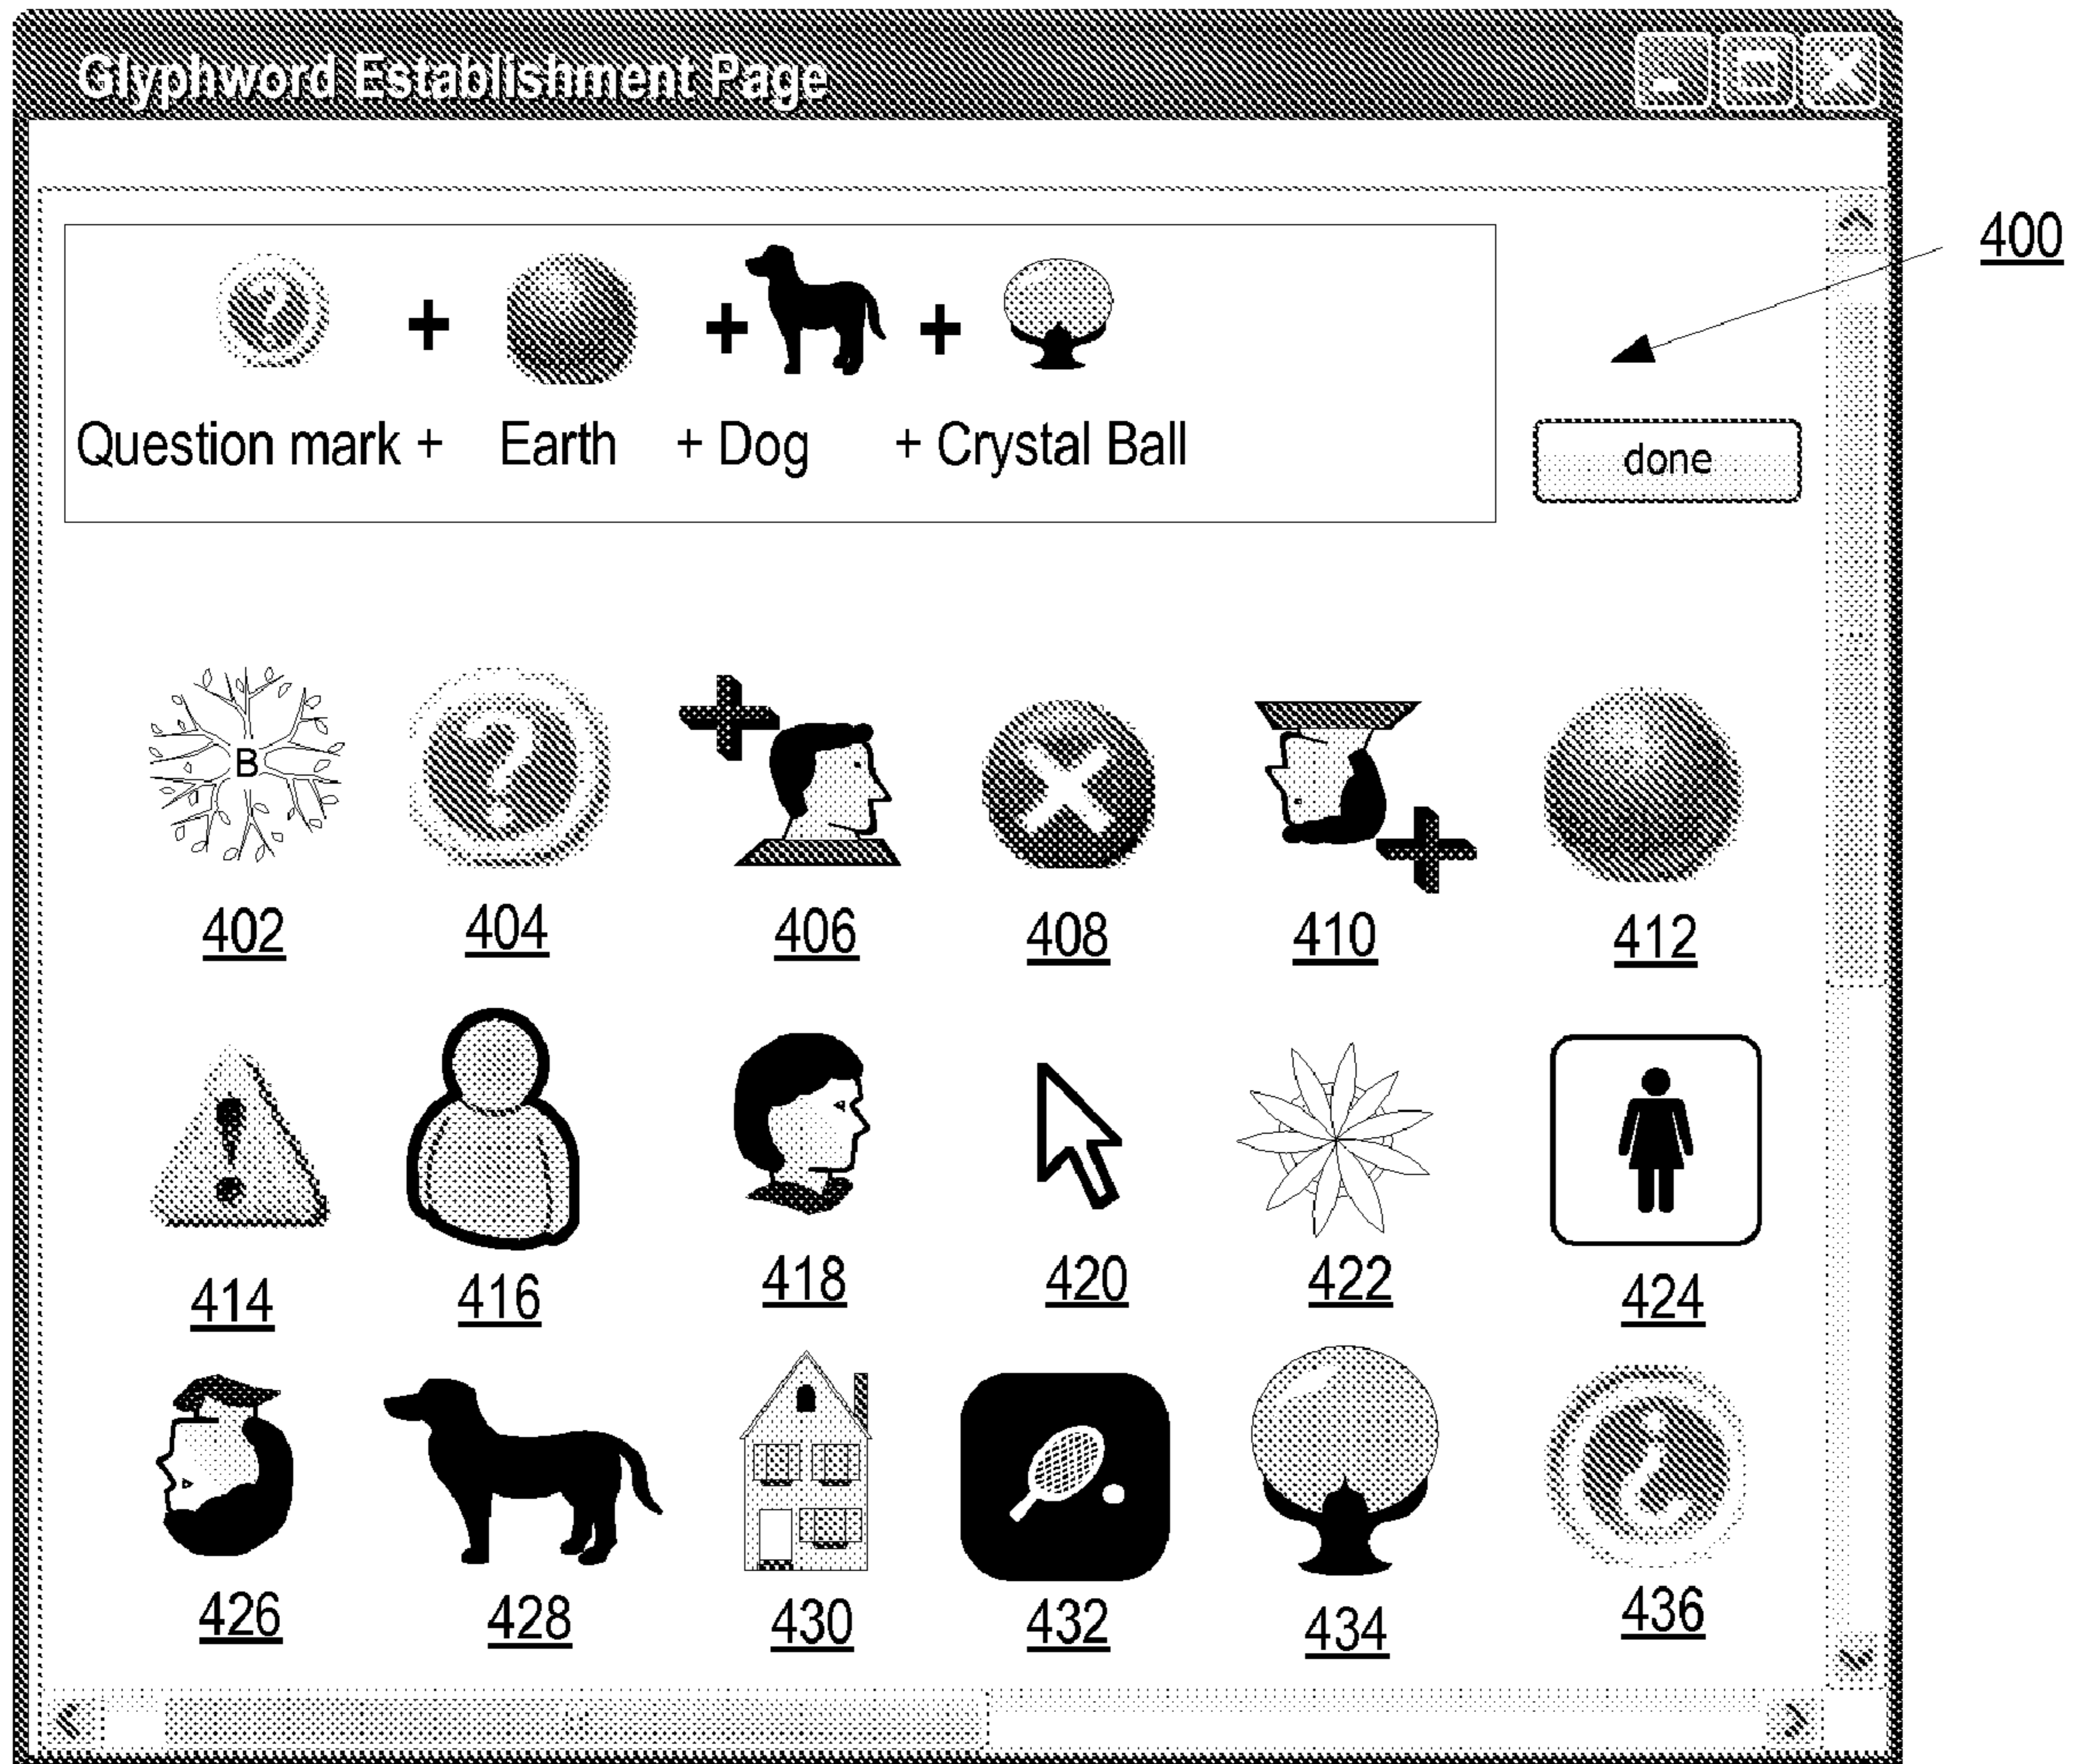 Glyphword Establishment Page
400
?
+ + +
Question mark + Earth + Dog + Crystal Ball
done
B
?
402 404 406 408 410 412
!
414 416 418 420 422 424
426 428 430 432 434 436